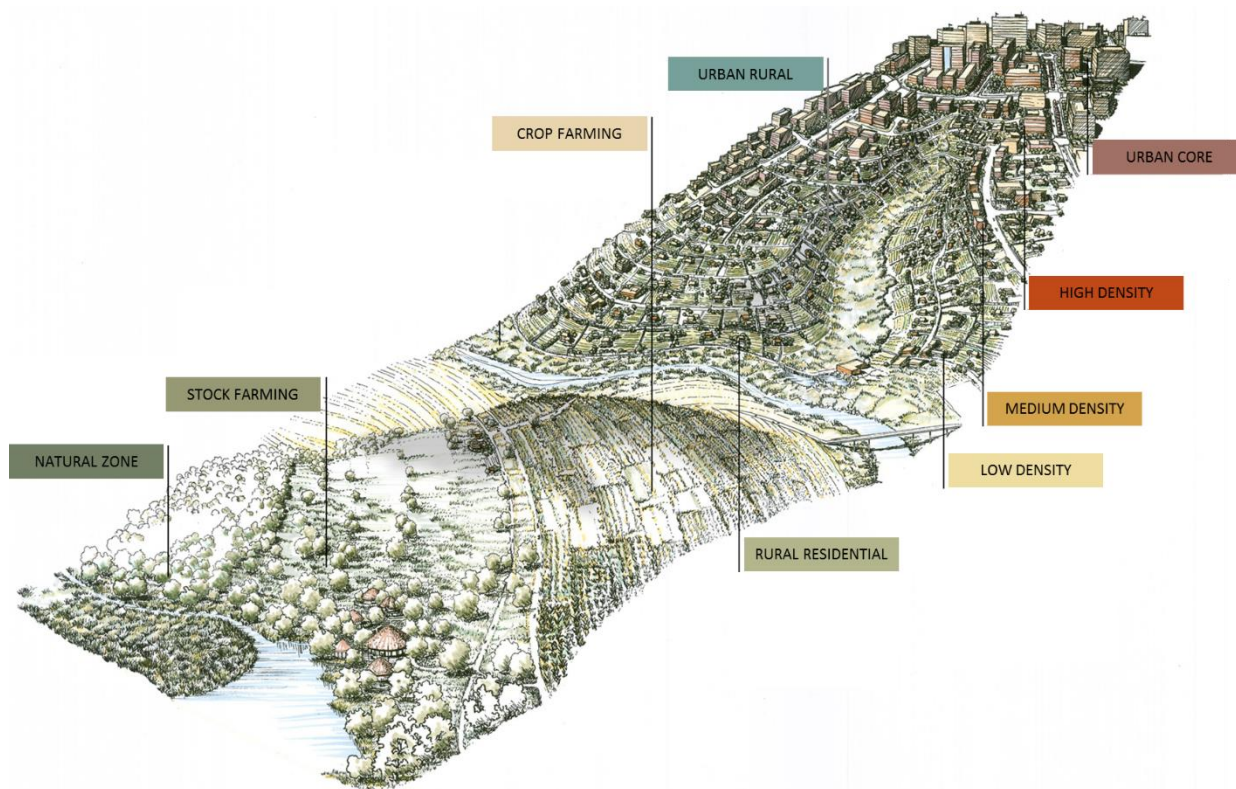 URBAN RURAL
CROP FARMING
URBAN CORE
HIGH DENSITY
STOCK FARMING
MEDIUM DENSITY
NATURAL ZONE
LOW DENSITY
RURAL RESIDENTIAL